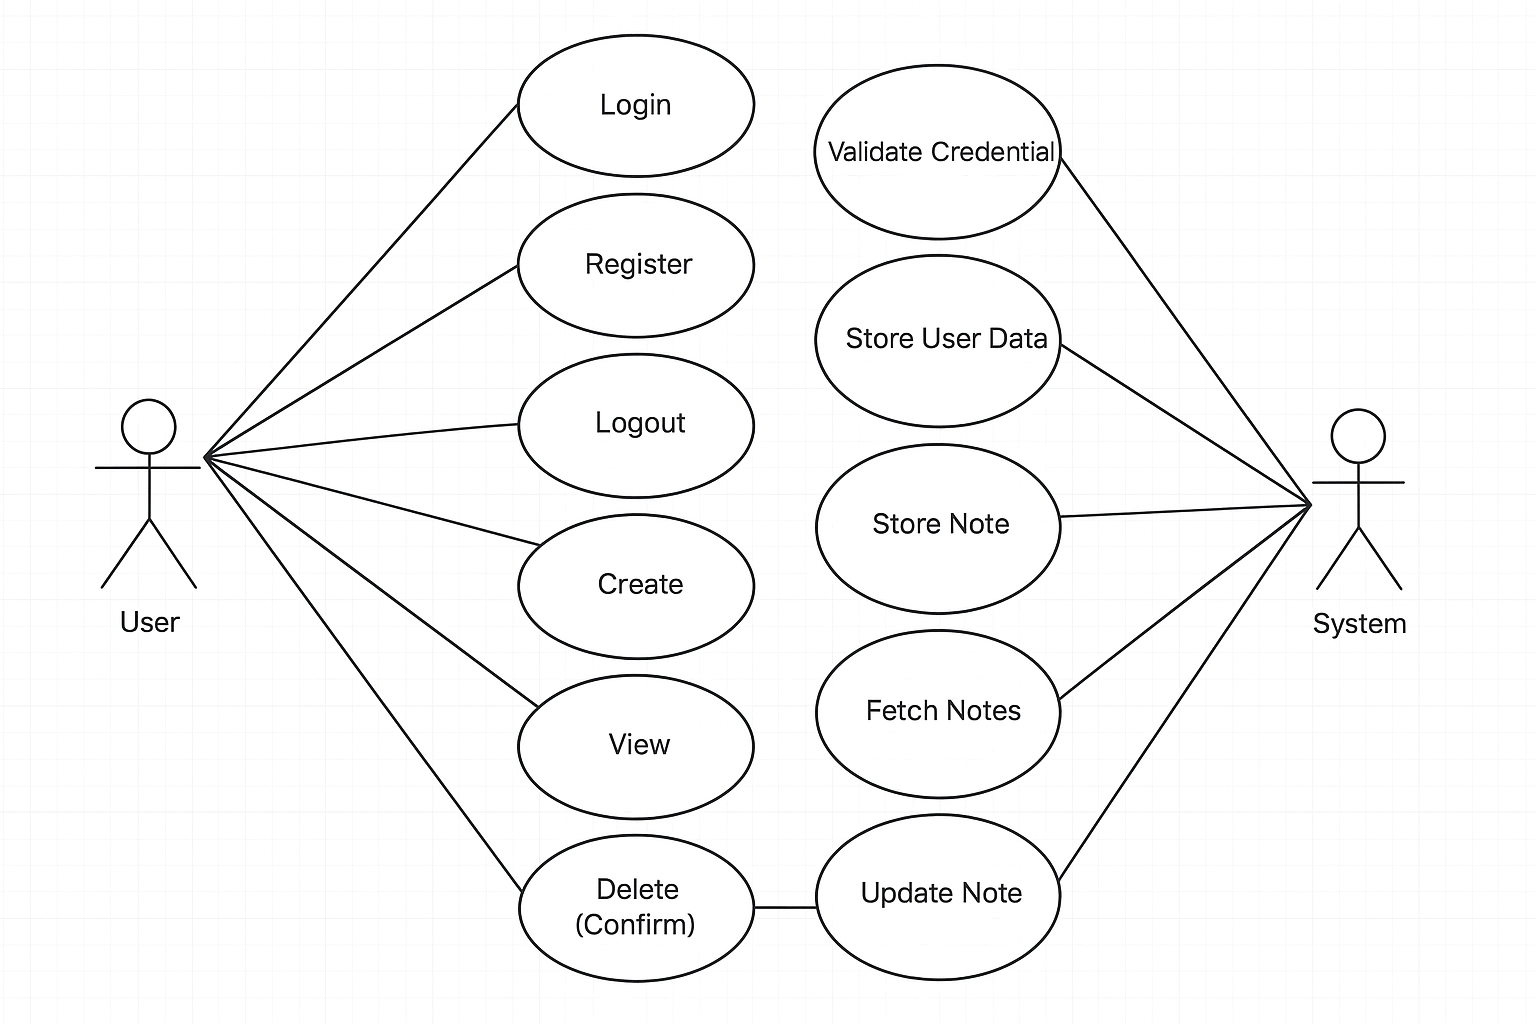 Login
Register
Logout
Create
View
Delete
(Confirm)
Validate Credential
Store User Data
Store Note
Fetch Notes
Update Note
User
System